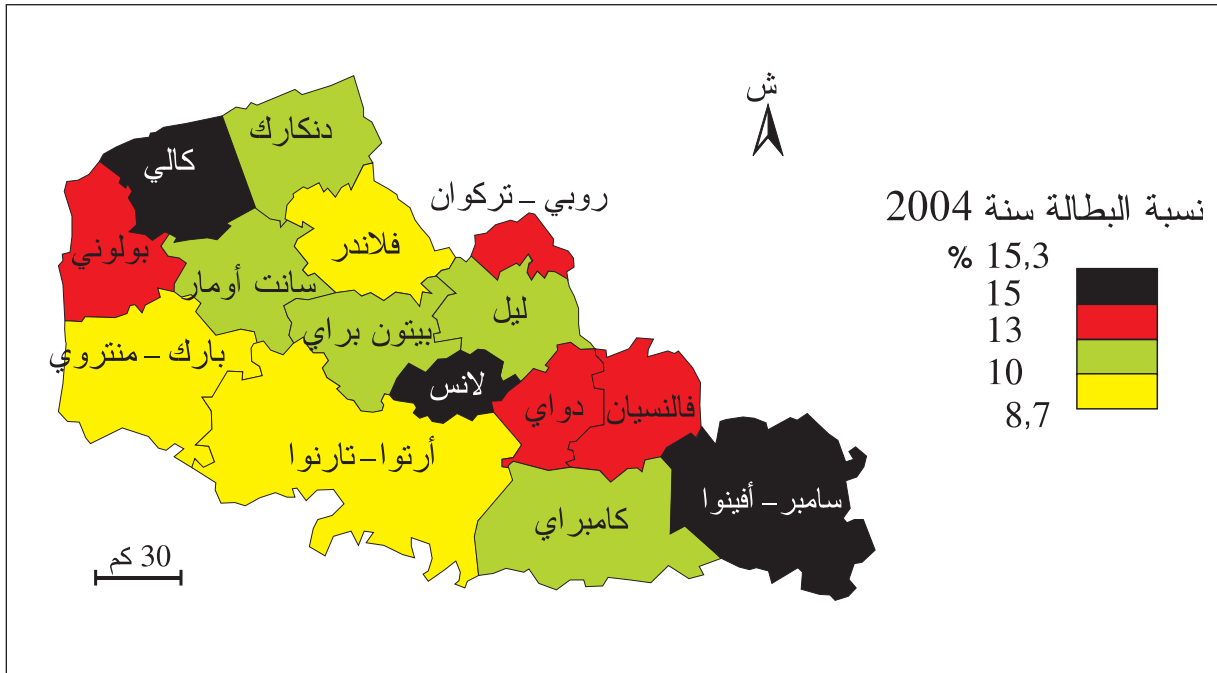 ش
دنكارك
كالي
روبي – تركوان
فلاندر
بولوني
سانت أومار
ليل
بيتون براي
بارك – منتروي
لانس
دواي
فالنسيان
أرتوا – تارنوا
سامبر – أفينوا
كامبراي
30 كم
نسبة البطالة سنة 2004
% 15,3
15
13
10
8,7